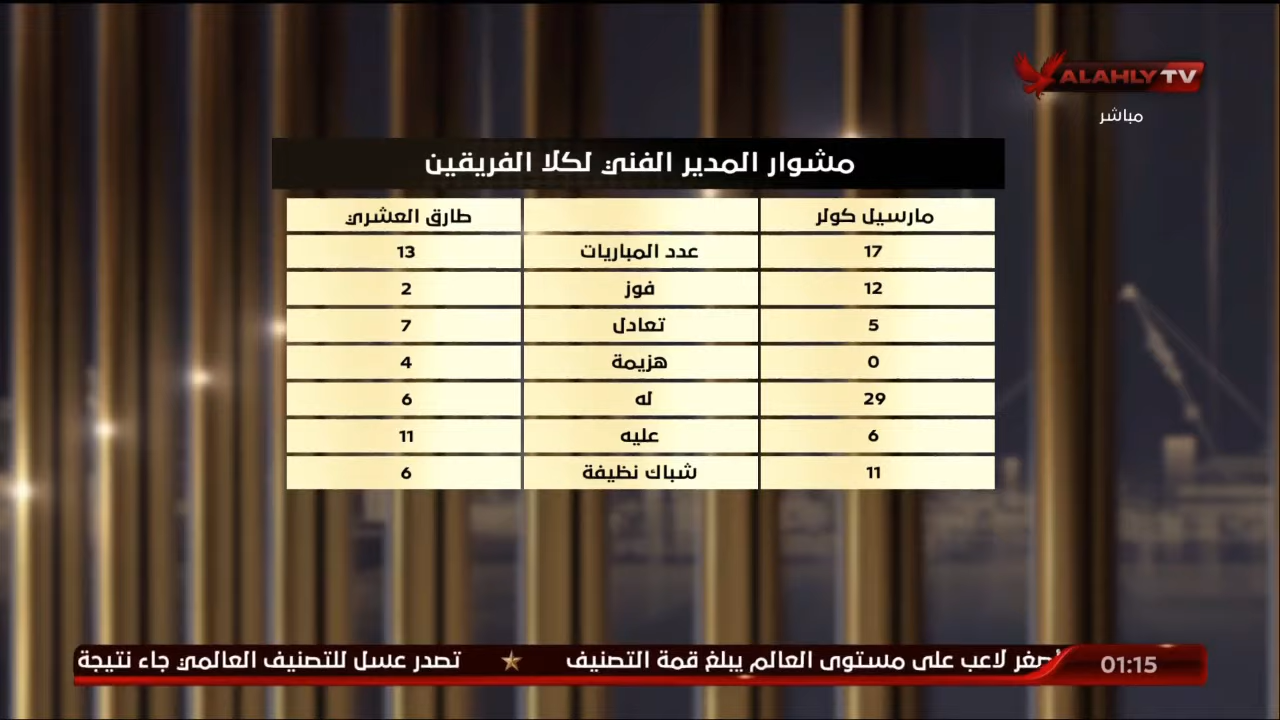 ALAHLY TV
مباشر
مشوار المدير الفني لكلا الفريقين
مارسيل كولر طارق العشري
17 عدد المباريات 13
12 فوز 2
5 تعادل 7
0 هزيمة 4
29 له 6
6 عليه 11
11 شباك نظيفة 6
01:15 أصغر لاعب على مستوى العالم يبلغ قمة التصنيف تصدر عسل للتصنيف العالمي جاء نتيجة